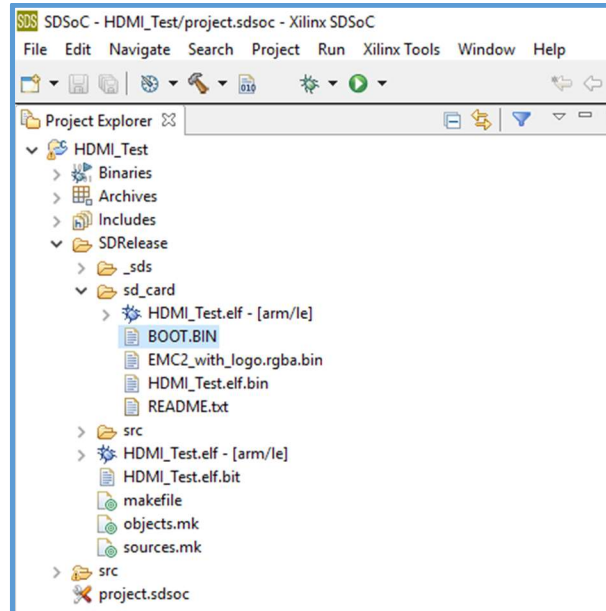 SDS SDSoC - HDMI_Test/project.sdsoc - Xilinx SDSoC
File Edit Navigate Search Project Run Xilinx Tools Window Help
010
Project Explorer
HDMI_Test
Binaries
Archives
Includes
SDRelease
_sds
sd_card
HDMI_Test.elf - [arm/le]
BOOT.BIN
EMC2_with_logo.rgba.bin
HDMI_Test.elf.bin
README.txt
src
HDMI_Test.elf - [arm/le]
HDMI_Test.elf.bit
makefile
objects.mk
sources.mk
src
project.sdsoc